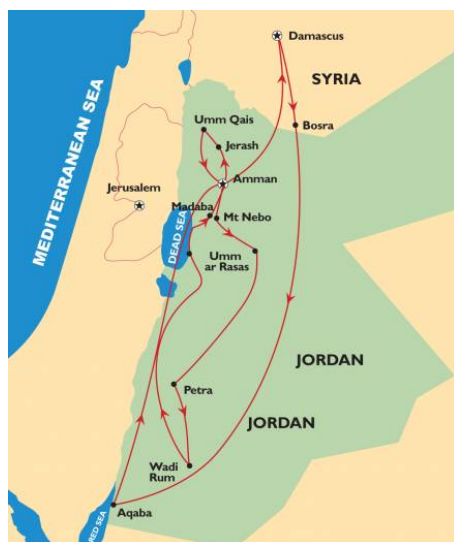 Damascus
SYRIA
Bosra
MEDITERRANEAN SEA
Umm Qais
Jerash
Amman
Jerusalem
Madaba
Mt Nebo
DEAD SEA
Umm
ar Rasas
JORDAN
Petra
JORDAN
Wadi
Rum
Aqaba
RED SEA